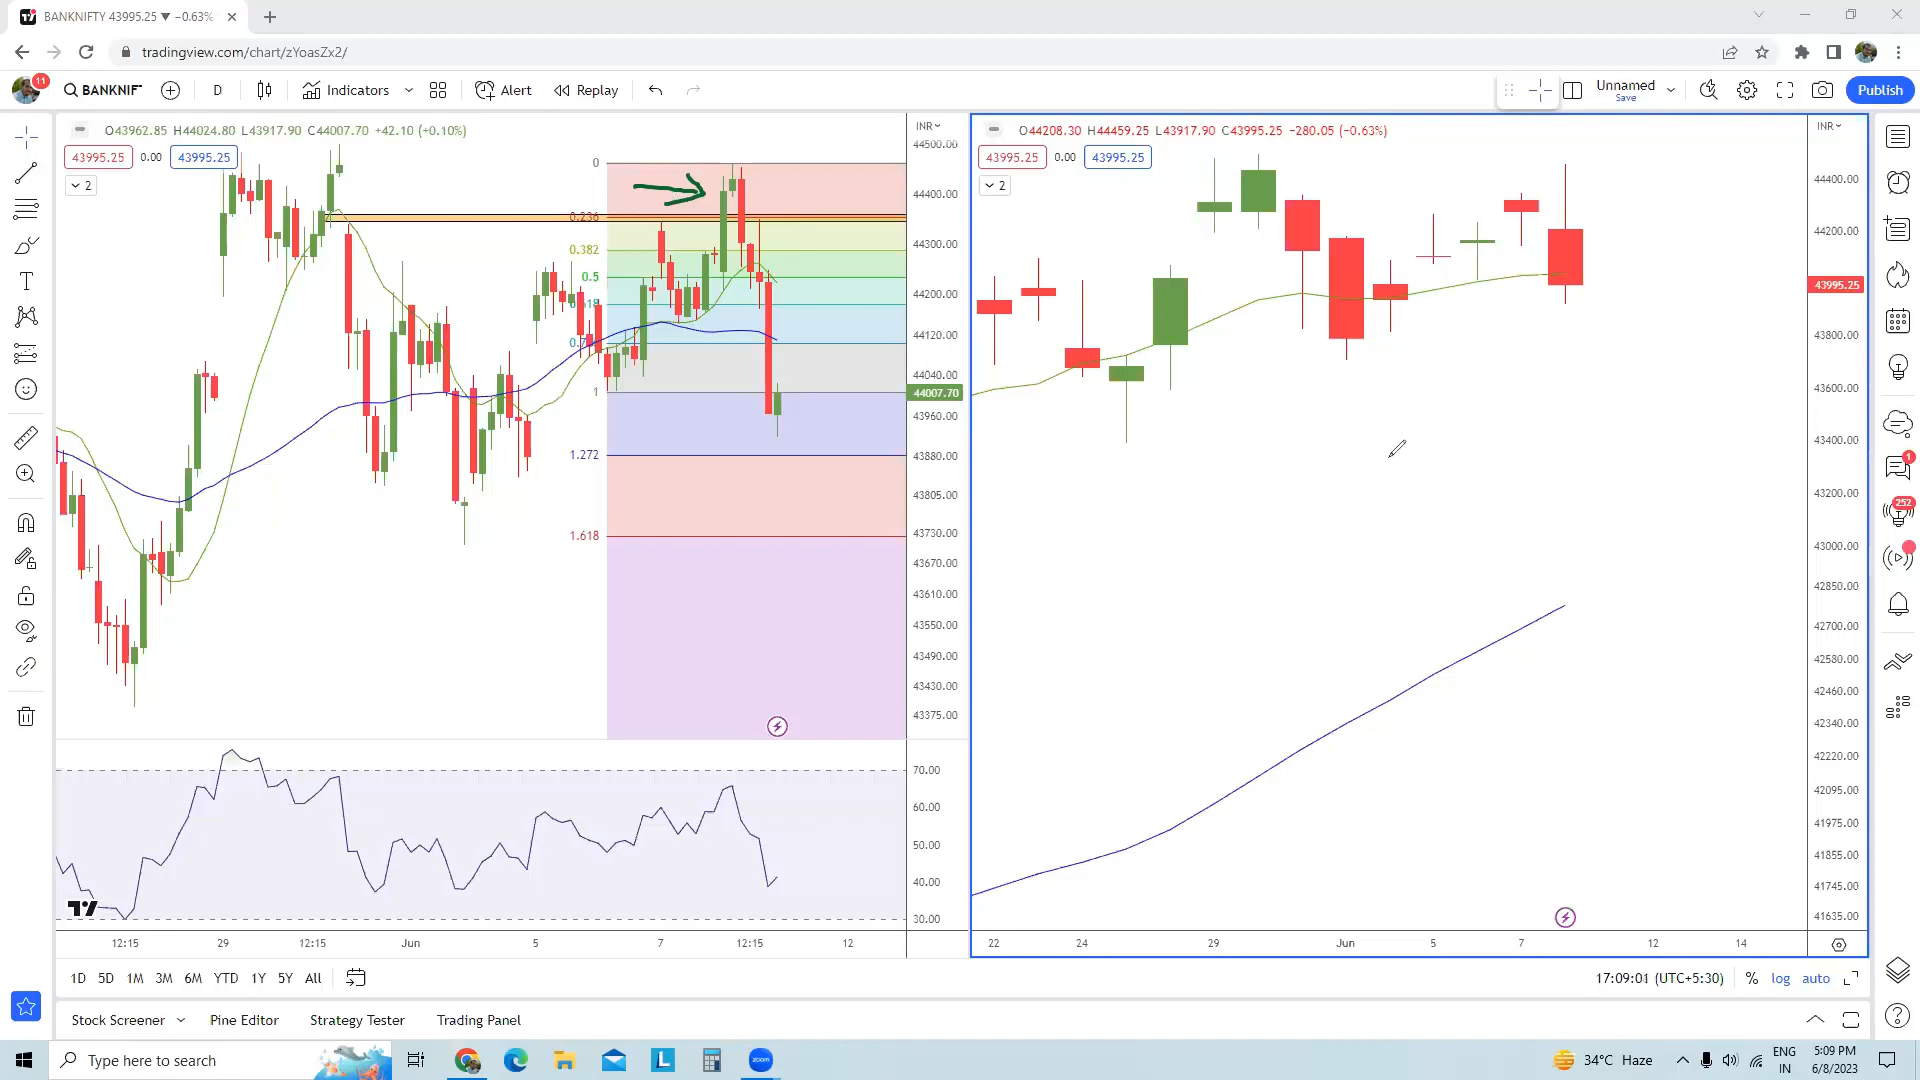 BANKNIFTY 43995.25 ▼ −0.63%
tradingview.com/chart/zYoasZx2/
11
BANKNIF
D
Indicators
Alert
Replay
Unnamed
Save
Publish
O43962.85 H44024.80 L43917.90 C44007.70 +42.10 (+0.10%)
INR
43995.25 0.00 43995.25
2
O44208.30 H44459.25 L43917.90 C43995.25 −280.05 (−0.63%)
INR
43995.25 0.00 43995.25
2
0
0.236
0.382
0.5
1
1.272
1.618
44500.00
44400.00
44300.00
44200.00
44120.00
44040.00
44007.70
43960.00
43880.00
43805.00
43730.00
43670.00
43610.00
43550.00
43490.00
43430.00
43375.00
70.00
60.00
50.00
40.00
30.00
12:15 29 12:15 Jun 5 7 12:15 12
44400.00
44200.00
43995.25
43800.00
43600.00
43400.00
43200.00
43000.00
42850.00
42700.00
42580.00
42460.00
42340.00
42220.00
42095.00
41975.00
41855.00
41745.00
41635.00
22 24 29 Jun 5 7 12 14
1
252
1D 5D 1M 3M 6M YTD 1Y 5Y All
17:09:01 (UTC+5:30) % log auto
Stock Screener Pine Editor Strategy Tester Trading Panel
Type here to search
L
zoom
34°C Haze
ENG
IN
5:09 PM
6/8/2023